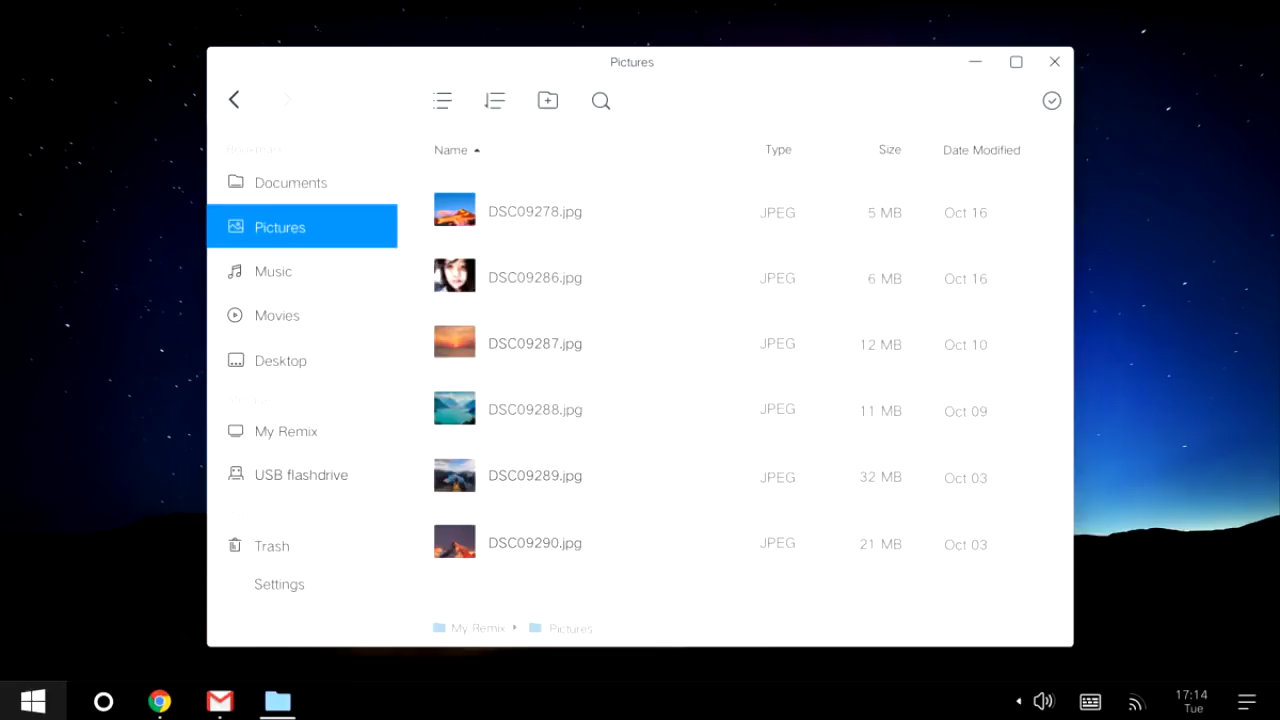 Pictures
Bookmark
Name Type Size Date Modified
Documents
Pictures
Music
Movies
Desktop
My Remix
USB flashdrive
Trash
Settings
DSC09278.jpg JPEG 5 MB Oct 16
DSC09286.jpg JPEG 6 MB Oct 16
DSC09287.jpg JPEG 12 MB Oct 10
DSC09288.jpg JPEG 11 MB Oct 09
DSC09289.jpg JPEG 32 MB Oct 03
DSC09290.jpg JPEG 21 MB Oct 03
My Remix Pictures
17:14
Tue